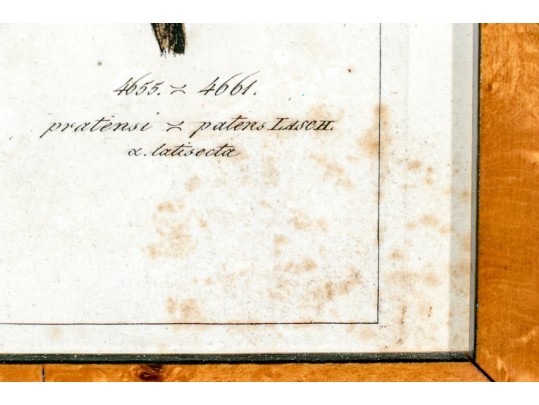 4655. ⨯ 4661.
pratensi ⨯ patens LASCH.
α. latisecta